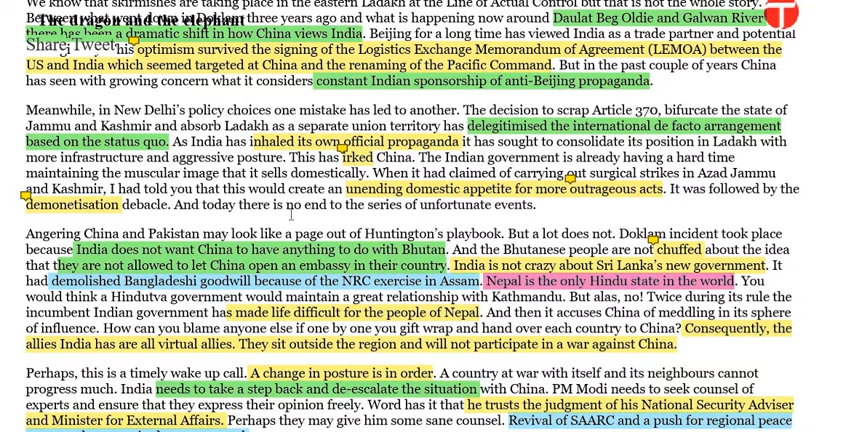 We know that skirmishes are taking place in the eastern Ladakh at the Line of Actual Control but that is not the whole story.
The dragon and the elephant
Between what went down in Doklam three years ago and what is happening now around Daulat Beg Oldie and Galwan River
there has been a dramatic shift in how China views India. Beijing for a long time has viewed India as a trade partner and potential
Share Tweet his optimism survived the signing of the Logistics Exchange Memorandum of Agreement (LEMOA) between the
US and India which seemed targeted at China and the renaming of the Pacific Command. But in the past couple of years China
has seen with growing concern what it considers constant Indian sponsorship of anti-Beijing propaganda.
Meanwhile, in New Delhi's policy choices one mistake has led to another. The decision to scrap Article 370, bifurcate the state of
Jammu and Kashmir and absorb Ladakh as a separate union territory has delegitimised the international de facto arrangement
based on the status quo. As India has inhaled its own official propaganda it has sought to consolidate its position in Ladakh with
more infrastructure and aggressive posture. This has irked China. The Indian government is already having a hard time
maintaining the muscular image that it sells domestically. When it had claimed of carrying out surgical strikes in Azad Jammu
and Kashmir, I had told you that this would create an unending domestic appetite for more outrageous acts. It was followed by the
demonetisation debacle. And today there is no end to the series of unfortunate events.
Angering China and Pakistan may look like a page out of Huntington's playbook. But a lot does not. Doklam incident took place
because India does not want China to have anything to do with Bhutan. And the Bhutanese people are not chuffed about the idea
that they are not allowed to let China open an embassy in their country. India is not crazy about Sri Lanka's new government. It
had demolished Bangladeshi goodwill because of the NRC exercise in Assam. Nepal is the only Hindu state in the world. You
would think a Hindutva government would maintain a great relationship with Kathmandu. But alas, no! Twice during its rule the
incumbent Indian government has made life difficult for the people of Nepal. And then it accuses China of meddling in its sphere
of influence. How can you blame anyone else if one by one you gift wrap and hand over each country to China? Consequently, the
allies India has are all virtual allies. They sit outside the region and will not participate in a war against China.
Perhaps, this is a timely wake up call. A change in posture is in order. A country at war with itself and its neighbours cannot
progress much. India needs to take a step back and de-escalate the situation with China. PM Modi needs to seek counsel of
experts and ensure that they express their opinion freely. Word has it that he trusts the judgment of his National Security Adviser
and Minister for External Affairs. Perhaps they may give him some sane counsel. Revival of SAARC and a push for regional peace